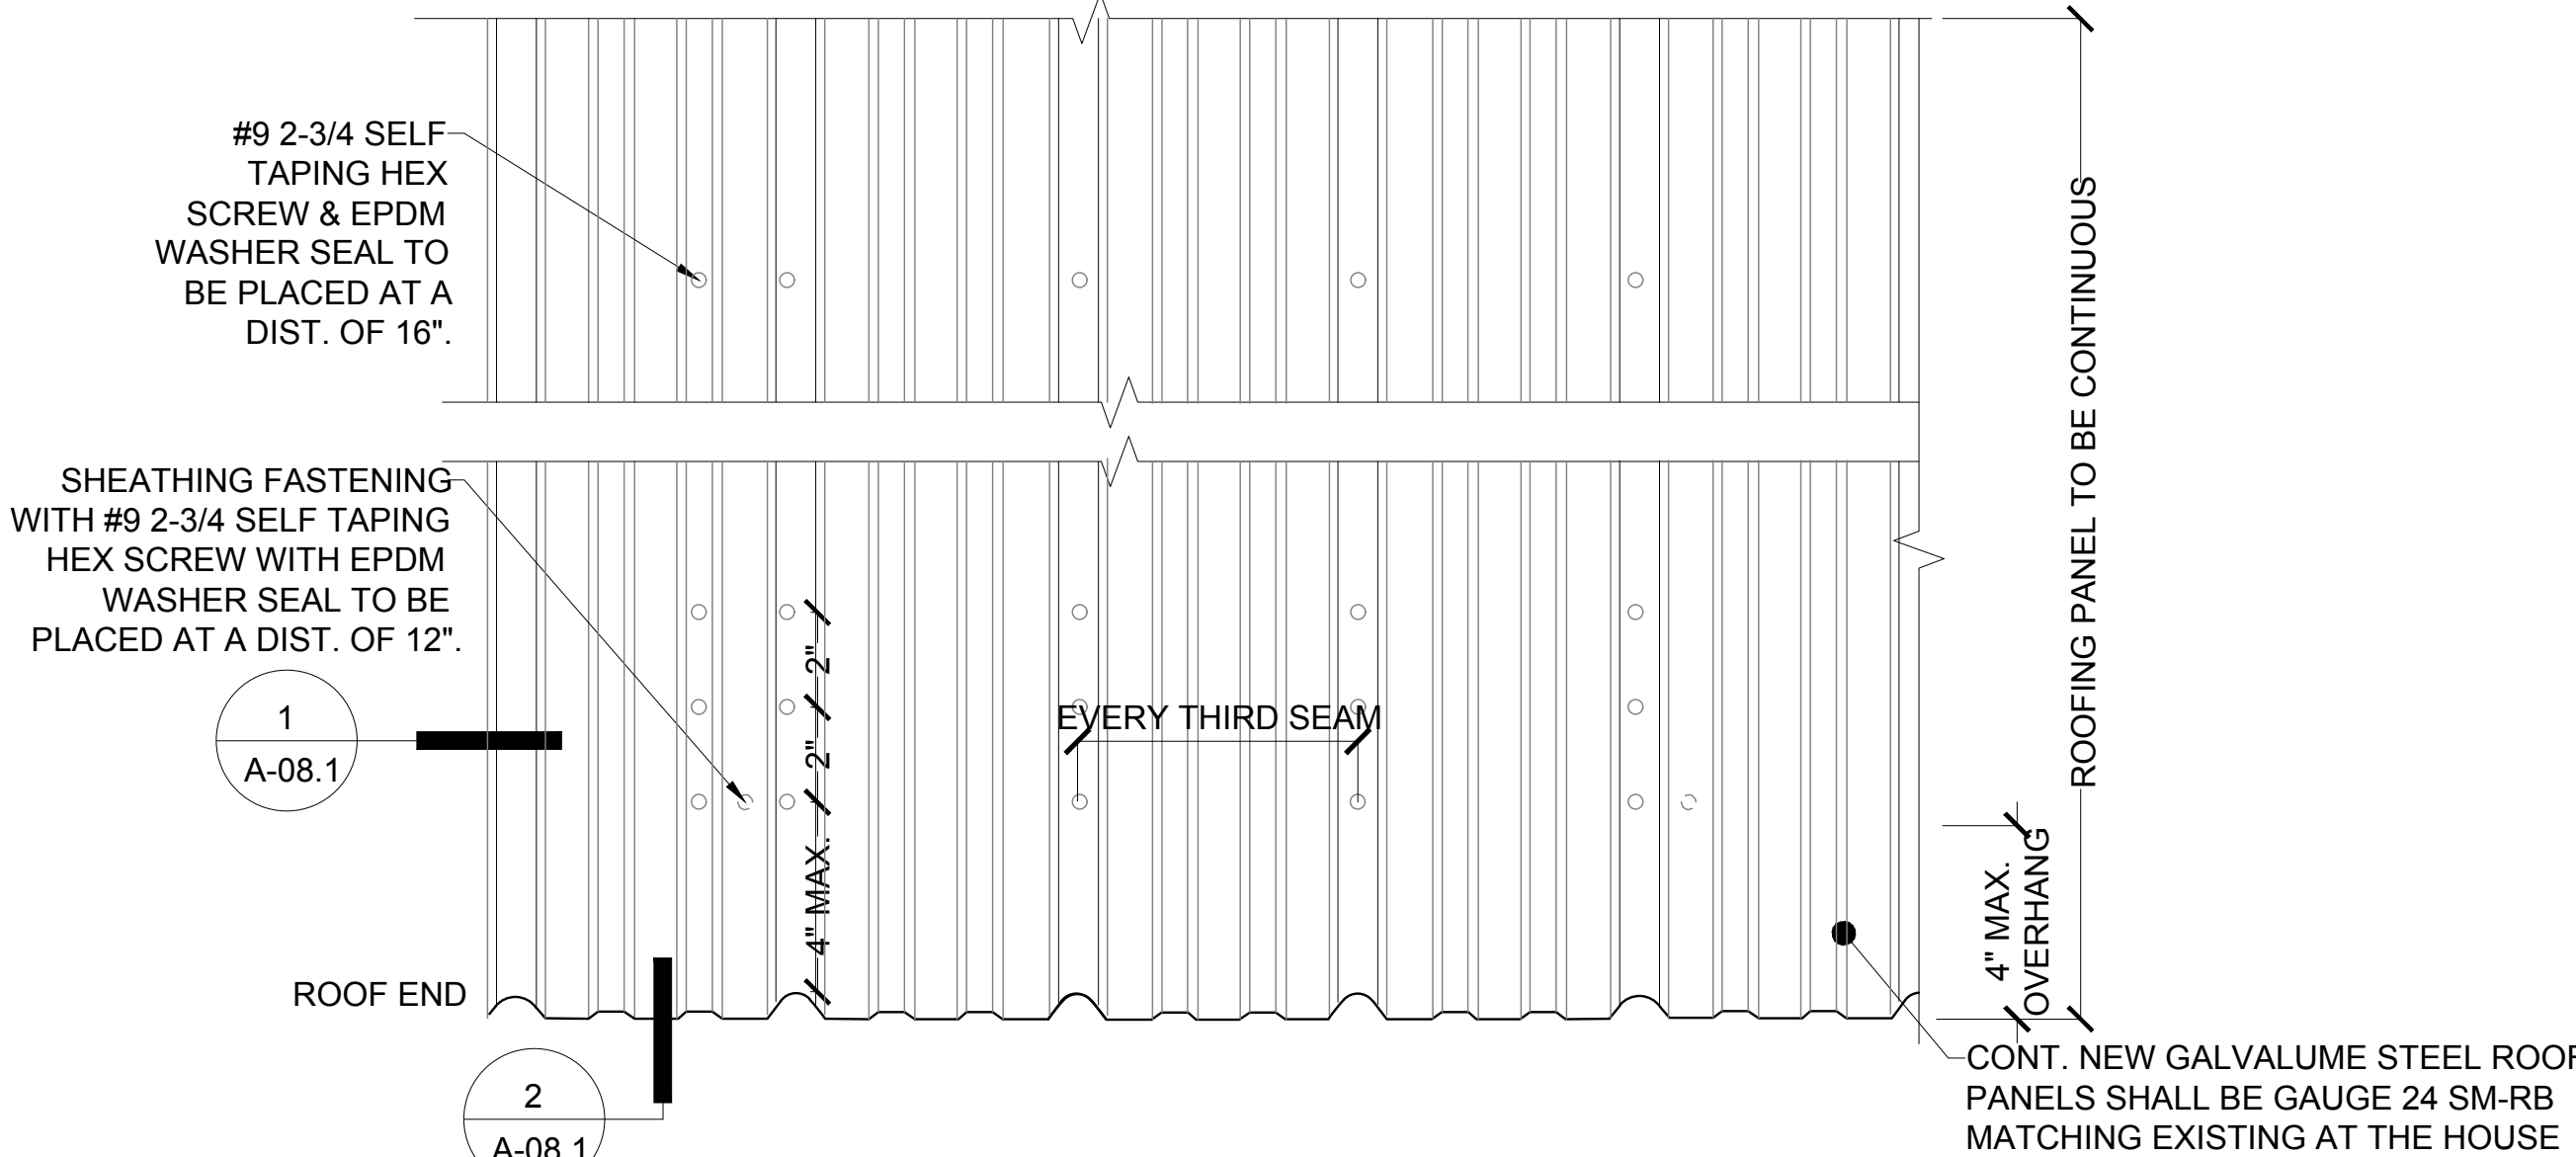 #9 2-3/4 SELF
TAPING HEX
SCREW & EPDM
WASHER SEAL TO
BE PLACED AT A
DIST. OF 16".
SHEATHING FASTENING
WITH #9 2-3/4 SELF TAPING
HEX SCREW WITH EPDM
WASHER SEAL TO BE
PLACED AT A DIST. OF 12".
1
A-08.1
2"
2"
4" MAX.
EVERY THIRD SEAM
ROOFING PANEL TO BE CONTINUOUS
4" MAX.
OVERHANG
ROOF END
2
A-08.1
CONT. NEW GALVALUME STEEL ROOF
PANELS SHALL BE GAUGE 24 SM-RB
MATCHING EXISTING AT THE HOUSE